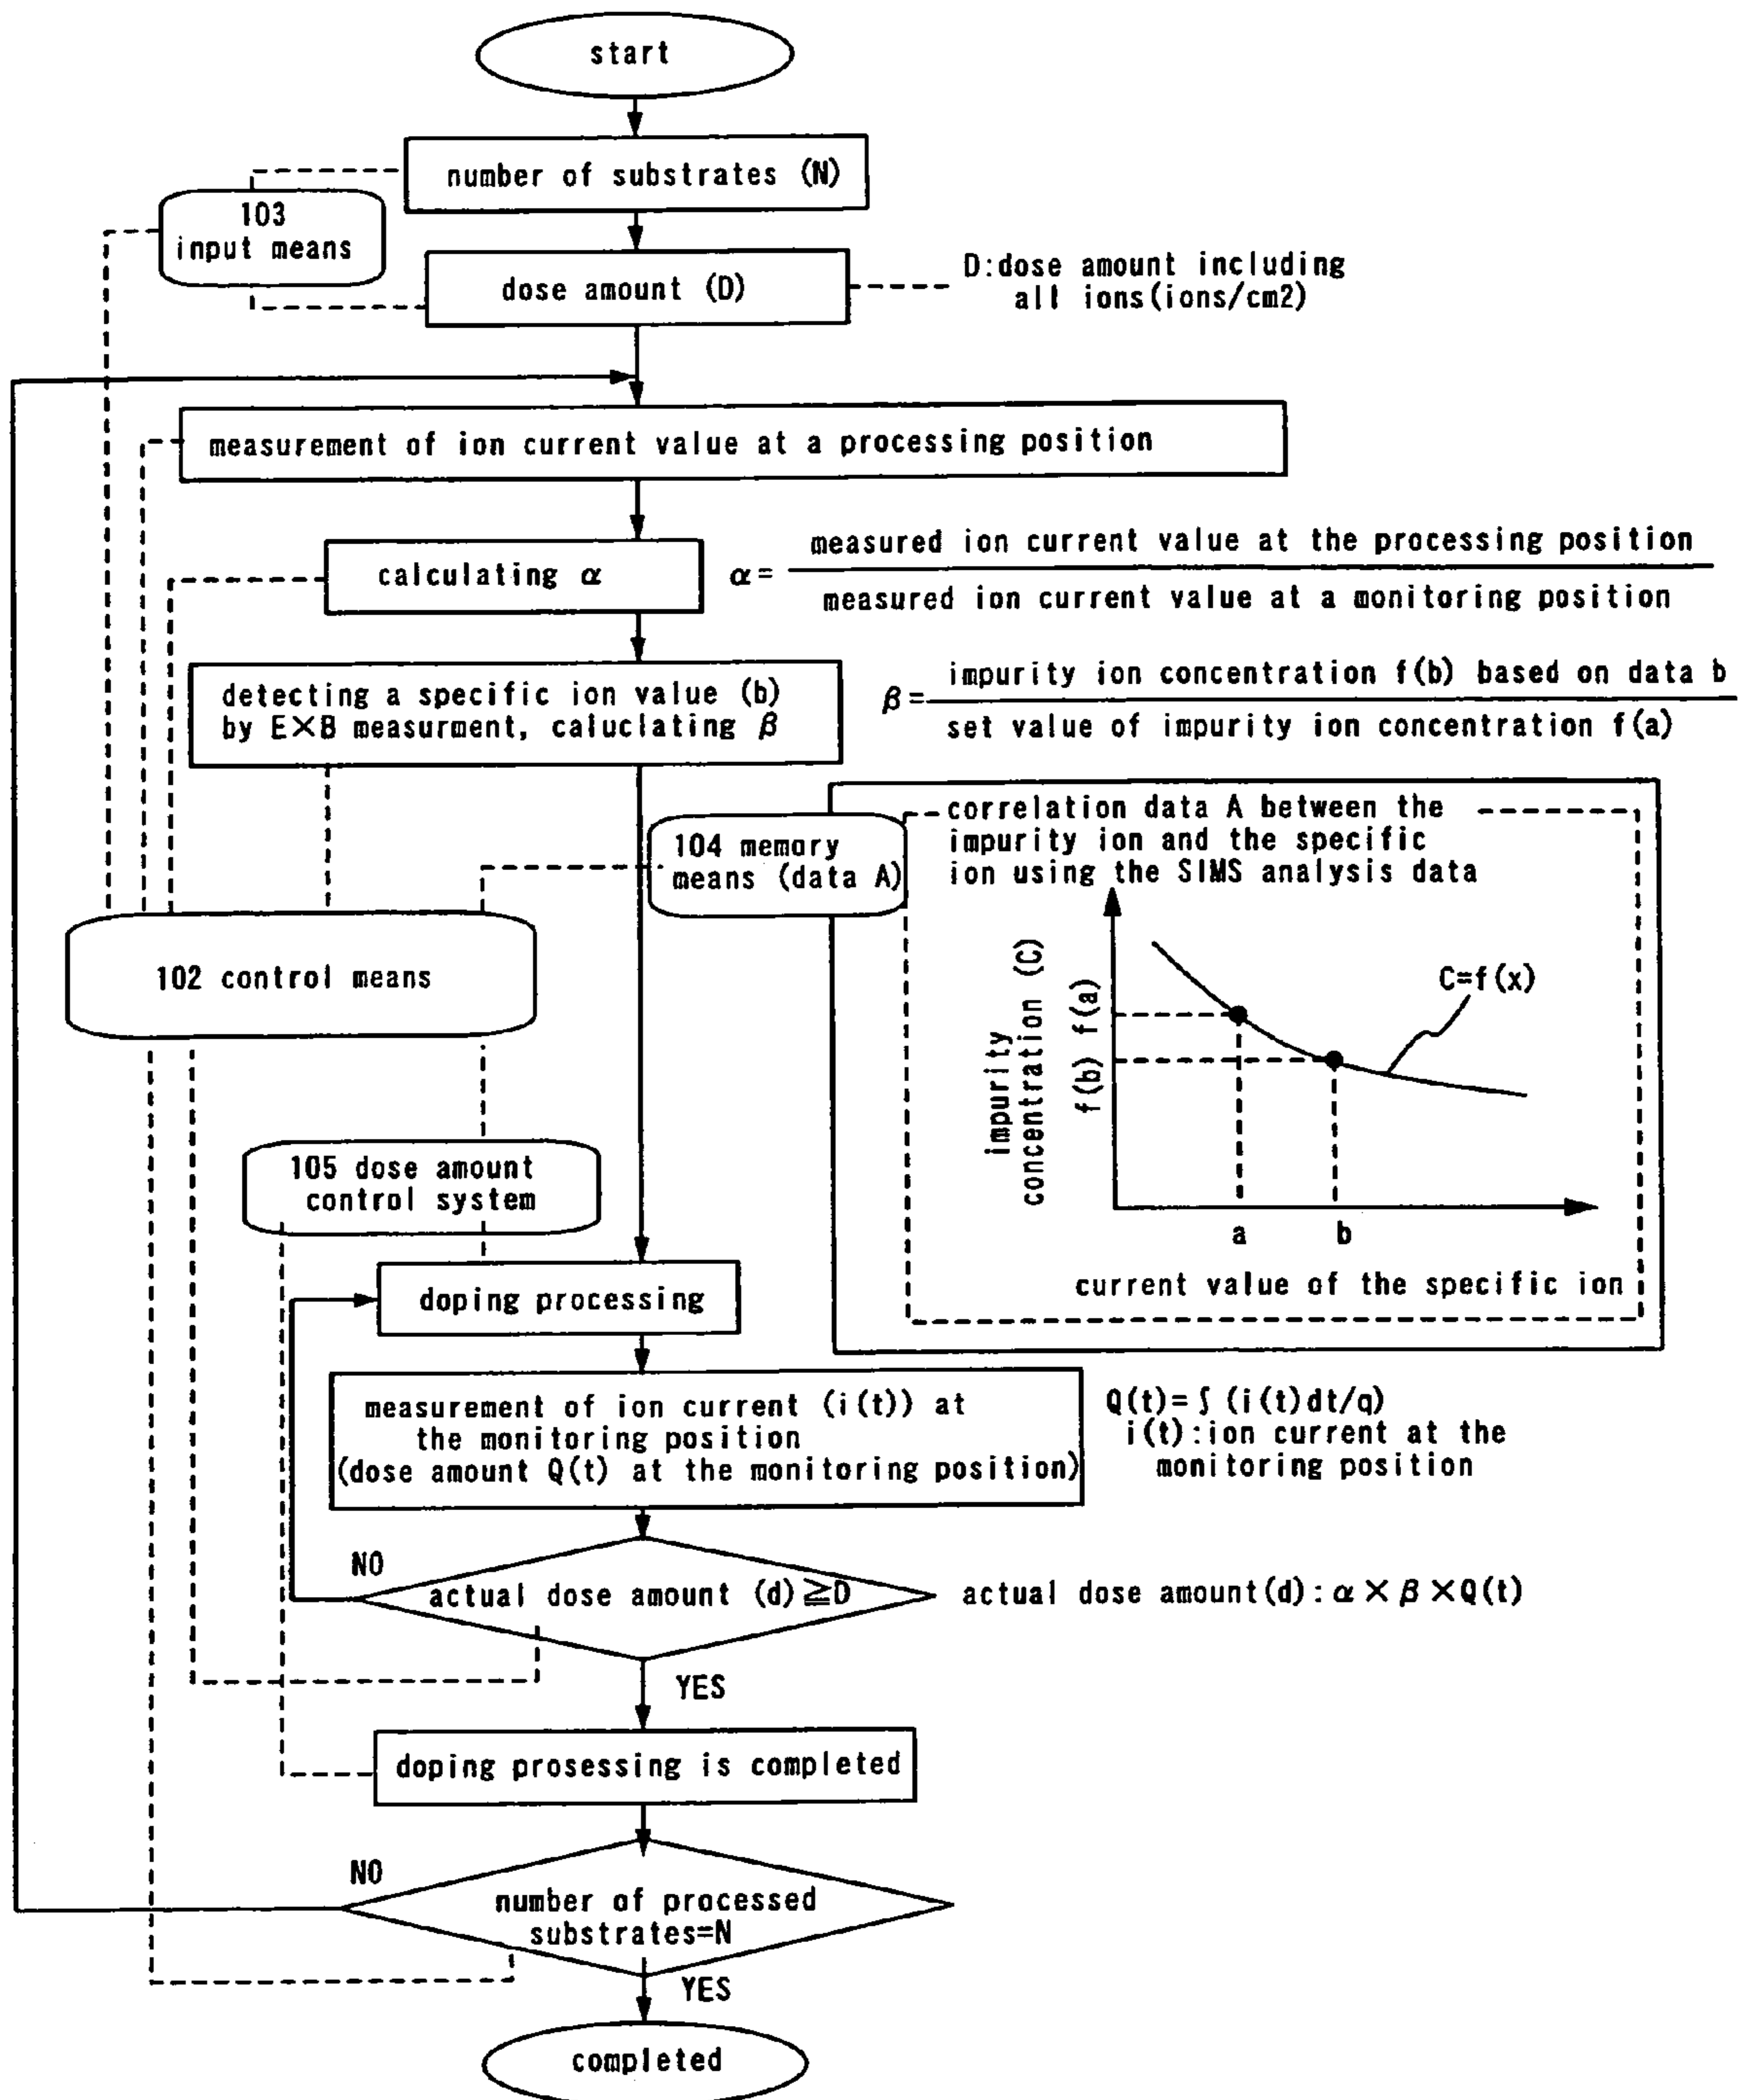 start
number of substrates (N)
103
input means
dose amount (D)
D:dose amount including
all ions(ions/cm2)
measurement of ion current value at a processing position
calculating α
α=
measured ion current value at the processing position
measured ion current value at a monitoring position
detecting a specific ion value (b)
by E×B measurment, caluclating β
β=
impurity ion concentration f(b) based on data b
set value of impurity ion concentration f(a)
104 memory
means (data A)
correlation data A between the
impurity ion and the specific
ion using the SIMS analysis data
102 control means
impurity
concentration (C)
f(b) f(a)
C=f(x)
a b
current value of the specific ion
105 dose amount
control system
doping processing
measurement of ion current (i(t)) at
the monitoring position
(dose amount Q(t) at the monitoring position)
Q(t)=∫(i(t)dt/q)
i(t):ion current at the
monitoring position
NO
actual dose amount (d)≧D
actual dose amount(d):α×β×Q(t)
YES
doping prosessing is completed
NO
number of processed
substrates=N
YES
completed